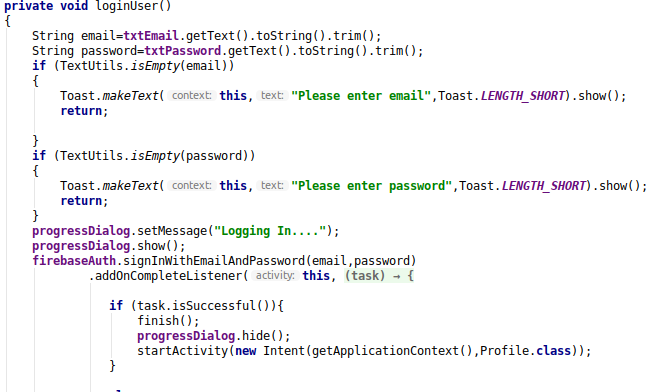 private void loginUser()
{
String email=txtEmail.getText().toString().trim();
String password=txtPassword.getText().toString().trim();
if (TextUtils.isEmpty(email))
{
Toast.makeText( context: this, text: "Please enter email",Toast.LENGTH_SHORT).show();
return;
}
if (TextUtils.isEmpty(password))
{
Toast.makeText( context: this, text: "Please enter password",Toast.LENGTH_SHORT).show();
return;
}
progressDialog.setMessage("Logging In....");
progressDialog.show();
firebaseAuth.signInWithEmailAndPassword(email,password)
.addOnCompleteListener( activity: this, (task) → {
if (task.isSuccessful()){
finish();
progressDialog.hide();
startActivity(new Intent(getApplicationContext(),Profile.class));
}